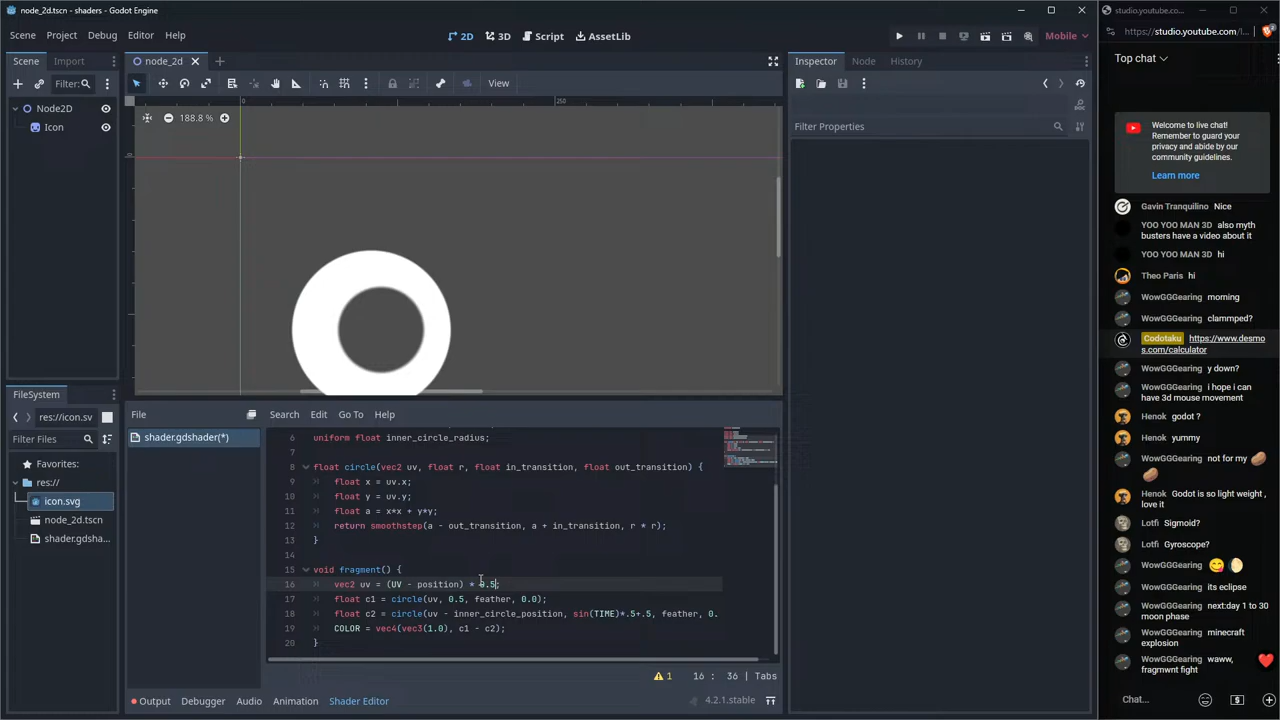 node_2d.tscn - shaders - Godot Engine
Scene Project Debug Editor Help
2D 3D Script AssetLib
Mobile
Scene Import
Filter:
Node2D
Icon
node_2d
View
0 250
188.8 %
0
FileSystem
res://icon.sv
Filter Files
Favorites:
res://
icon.svg
node_2d.tscn
shader.gdsha...
File Search Edit Go To Help
shader.gdshader(*)
6 uniform float inner_circle_radius;
7
8 float circle(vec2 uv, float r, float in_transition, float out_transition) {
9 float x = uv.x;
10 float y = uv.y;
11 float a = x*x + y*y;
12 return smoothstep(a - out_transition, a + in_transition, r * r);
13 }
14
15 void fragment() {
16 vec2 uv = (UV - position) * 0.5;
17 float c1 = circle(uv, 0.5, feather, 0.0);
18 float c2 = circle(uv - inner_circle_position, sin(TIME)*.5+.5, feather, 0.
19 COLOR = vec4(vec3(1.0), c1 - c2);
20 }
1 16 : 36 | Tabs
Output Debugger Audio Animation Shader Editor
4.2.1.stable
Inspector Node History
Filter Properties
studio.youtube.co...
https://studio.youtube.com/l...
Top chat
Welcome to live chat!
Remember to guard your
privacy and abide by our
community guidelines.
Learn more
Gavin Tranquilino Nice
YOO YOO MAN 3D also myth
busters have a video about it
YOO YOO MAN 3D hi
Theo Paris hi
WowGGGearing morning
WowGGGearing clammped?
Codotaku https://www.desmo
s.com/calculator
WowGGGearing y down?
WowGGGearing i hope i can
have 3d mouse movement
Henok godot ?
Henok yummy
WowGGGearing not for my 🥔
🥔
Henok Godot is so light weight ,
love it
Lotfi Sigmoid?
Lotfi Gyroscope?
WowGGGearing 😋 🌖
WowGGGearing its eclipse
WowGGGearing next:day 1 to 30
moon phase
WowGGGearing minecraft
explosion
WowGGGearing waww,
fragmwnt fight
Chat...